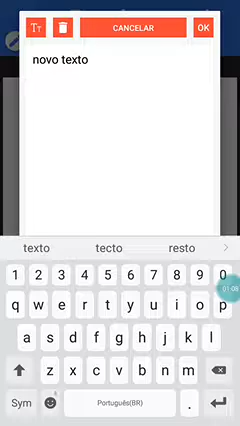 Tт CANCELAR OK
novo texto
texto tecto resto
1 2 3 4 5 6 7 8 9 0
q w e r t y u i o p
a s d f g h j k l
z x c v b n m
Sym Português(BR) .